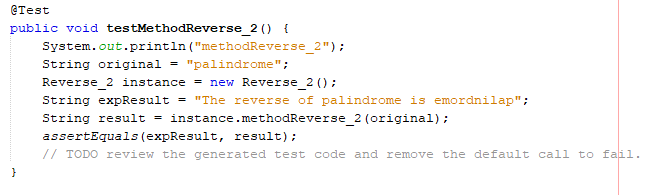 @Test
public void testMethodReverse_2() {
System.out.println("methodReverse_2");
String original = "palindrome";
Reverse_2 instance = new Reverse_2();
String expResult = "The reverse of palindrome is emordnilap";
String result = instance.methodReverse_2(original);
assertEquals(expResult, result);
// TODO review the generated test code and remove the default call to fail.
}